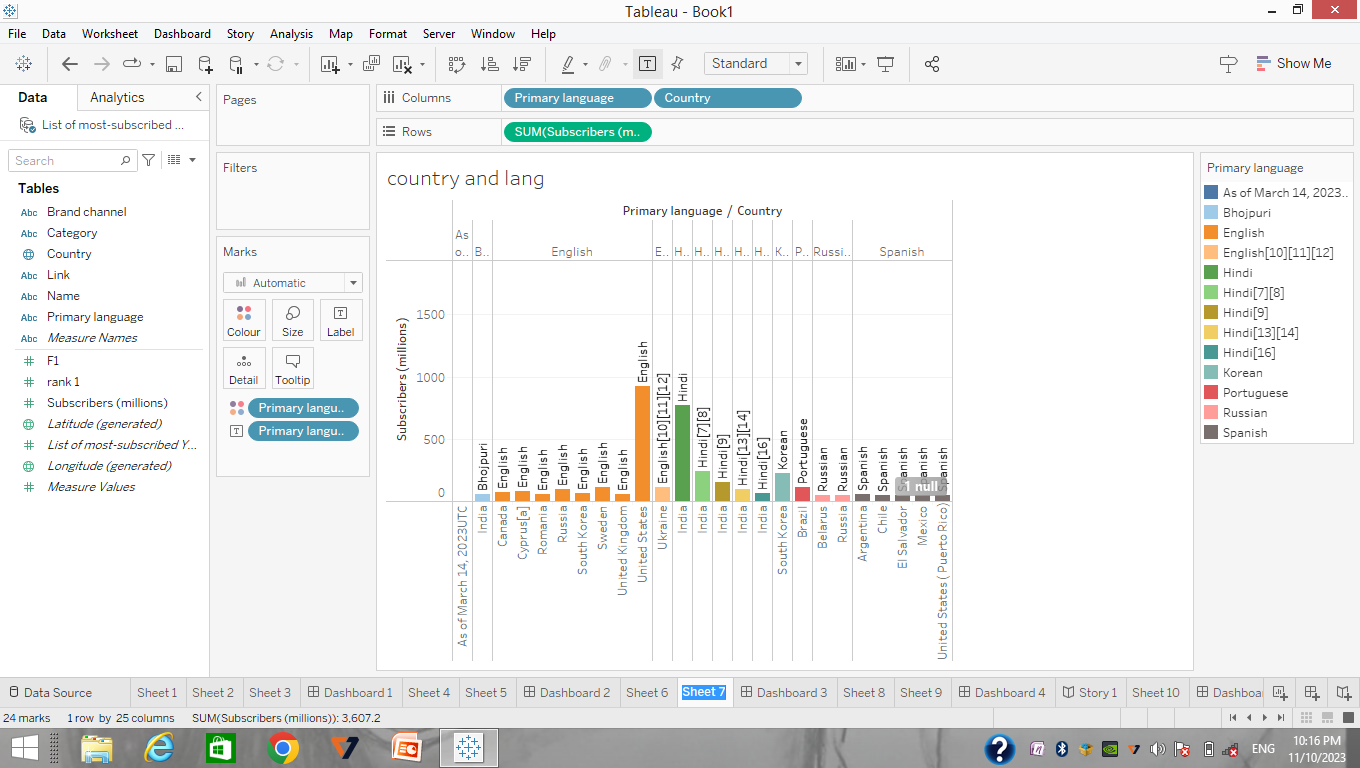 Tableau - Book1
File Data Worksheet Dashboard Story Analysis Map Format Server Window Help
Standard
Show Me
Data Analytics
List of most-subscribed ...
Search
Tables
Abc Brand channel
Abc Category
Country
Abc Link
Abc Name
Abc Primary language
Abc Measure Names
F1
rank 1
Subscribers (millions)
Latitude (generated)
List of most-subscribed Y...
Longitude (generated)
Measure Values
Pages
Filters
Marks
Automatic
Colour Size Label
Detail Tooltip
Primary langu..
Primary langu..
Columns Primary language Country
Rows SUM(Subscribers (m..
country and lang
Primary language / Country
As
o.. B.. English E.. H.. H.. H.. H.. H.. K.. P.. Russi.. Spanish
Subscribers (millions)
1500
1000
500
0
Bhojpuri
English
English
English
English
English
English
English
English
English[10][11][12]
Hindi
Hindi[7][8]
Hindi[9]
Hindi[13][14]
Hindi[16]
Korean
Portuguese
Russian
Russian
Spanish
Spanish
Spanish
Spanish
Spanish
1 null
As of March 14, 2023UTC
India
Canada
Cyprus[a]
Romania
Russia
South Korea
Sweden
United Kingdom
United States
Ukraine
India
India
India
India
India
South Korea
Brazil
Belarus
Russia
Argentina
Chile
El Salvador
Mexico
United States ( Puerto Rico)
Primary language
As of March 14, 2023..
Bhojpuri
English
English[10][11][12]
Hindi
Hindi[7][8]
Hindi[9]
Hindi[13][14]
Hindi[16]
Korean
Portuguese
Russian
Spanish
Data Source Sheet 1 Sheet 2 Sheet 3 Dashboard 1 Sheet 4 Sheet 5 Dashboard 2 Sheet 6 Sheet 7 Dashboard 3 Sheet 8 Sheet 9 Dashboard 4 Story 1 Sheet 10 Dashboa
24 marks 1 row by 25 columns SUM(Subscribers (millions)): 3,607.2
ENG
10:16 PM
11/10/2023